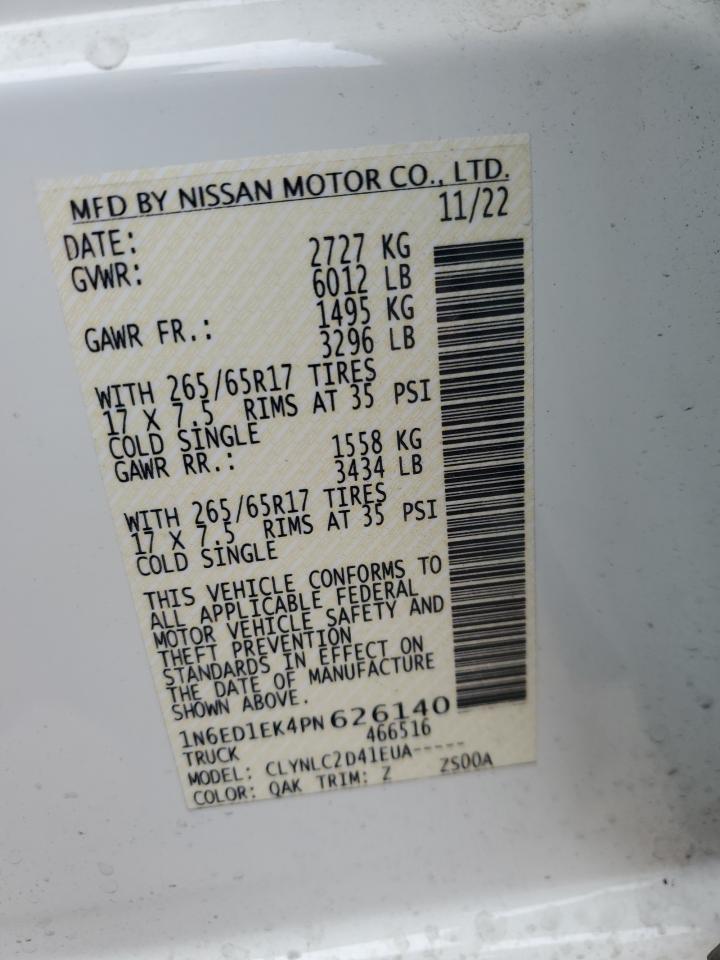 MFD BY NISSAN MOTOR CO., LTD.
DATE: 11/22
GVWR: 2727 KG
6012 LB
GAWR FR.: 1495 KG
3296 LB
WITH 265/65R17 TIRES
17 X 7.5 RIMS AT 35 PSI
COLD SINGLE
GAWR RR.: 1558 KG
3434 LB
WITH 265/65R17 TIRES
17 X 7.5 RIMS AT 35 PSI
COLD SINGLE
THIS VEHICLE CONFORMS TO
ALL APPLICABLE FEDERAL
MOTOR VEHICLE SAFETY AND
THEFT PREVENTION
STANDARDS IN EFFECT ON
THE DATE OF MANUFACTURE
SHOWN ABOVE.
1N6ED1EK4PN626140
TRUCK 466516
MODEL: CLYNLC2D41EUA-----
COLOR: QAK TRIM: Z ZS00A